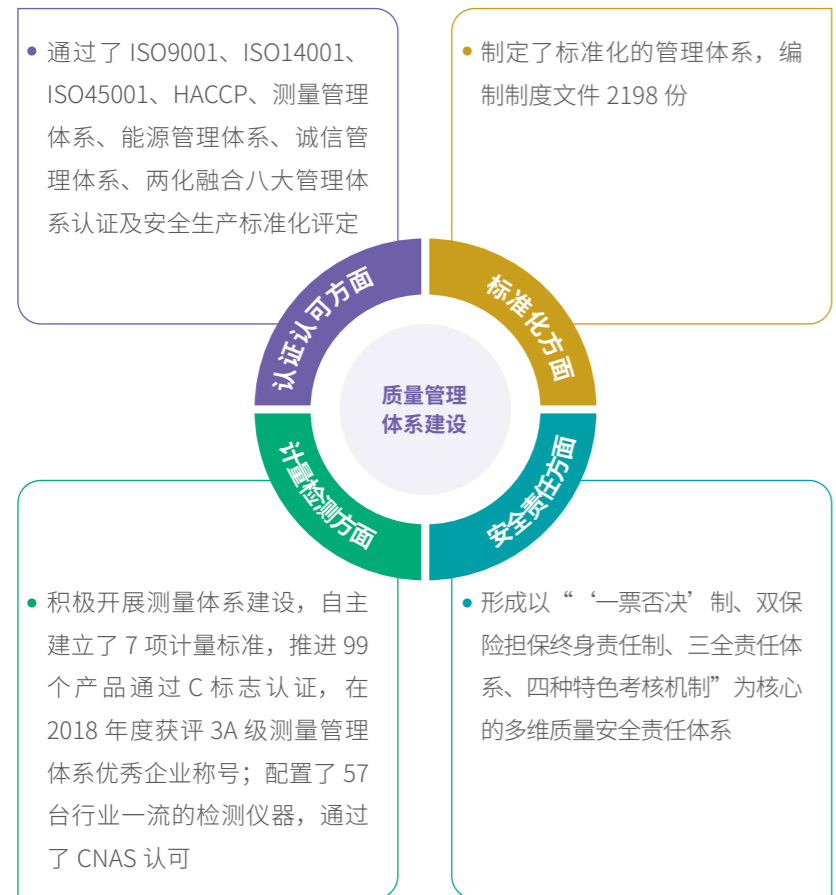 通过了 ISO9001、ISO14001、
ISO45001、HACCP、测量管理
体系、能源管理体系、诚信管
理体系、两化融合八大管理体
系认证及安全生产标准化评定
制定了标准化的管理体系，编
制制度文件 2198 份
认证认可方面
标准化方面
质量管理
体系建设
计量检测方面
安全责任方面
积极开展测量体系建设，自主
建立了 7 项计量标准，推进 99
个产品通过 C 标志认证，在
2018 年度获评 3A 级测量管理
体系优秀企业称号；配置了 57
台行业一流的检测仪器，通过
了 CNAS 认可
形成以“‘一票否决’制、双保
险担保终身责任制、三全责任体
系、四种特色考核机制”为核心
的多维质量安全责任体系